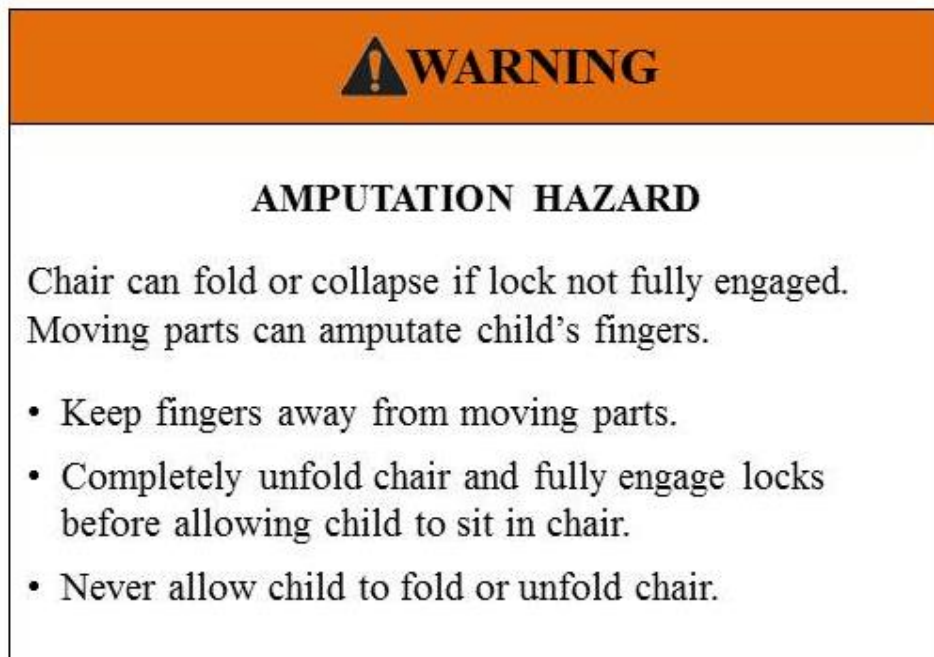 WARNING
AMPUTATION HAZARD
Chair can fold or collapse if lock not fully engaged.
Moving parts can amputate child’s fingers.
• Keep fingers away from moving parts.
• Completely unfold chair and fully engage locks
before allowing child to sit in chair.
• Never allow child to fold or unfold chair.